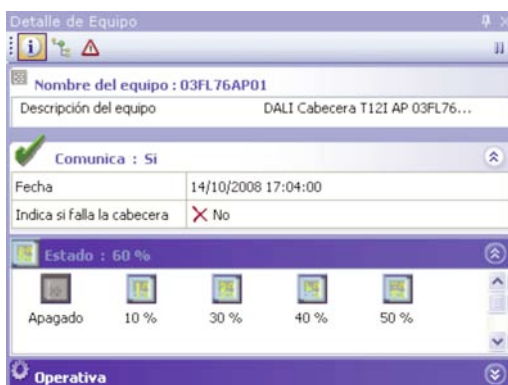 Detalle de Equipo
Nombre del equipo : 03FL76AP01
Descripción del equipo DALI Cabecera T12I AP 03FL76...
Comunica : Si
Fecha 14/10/2008 17:04:00
Indica si falla la cabecera No
Estado : 60 %
Apagado 10 % 30 % 40 % 50 %
Operativa